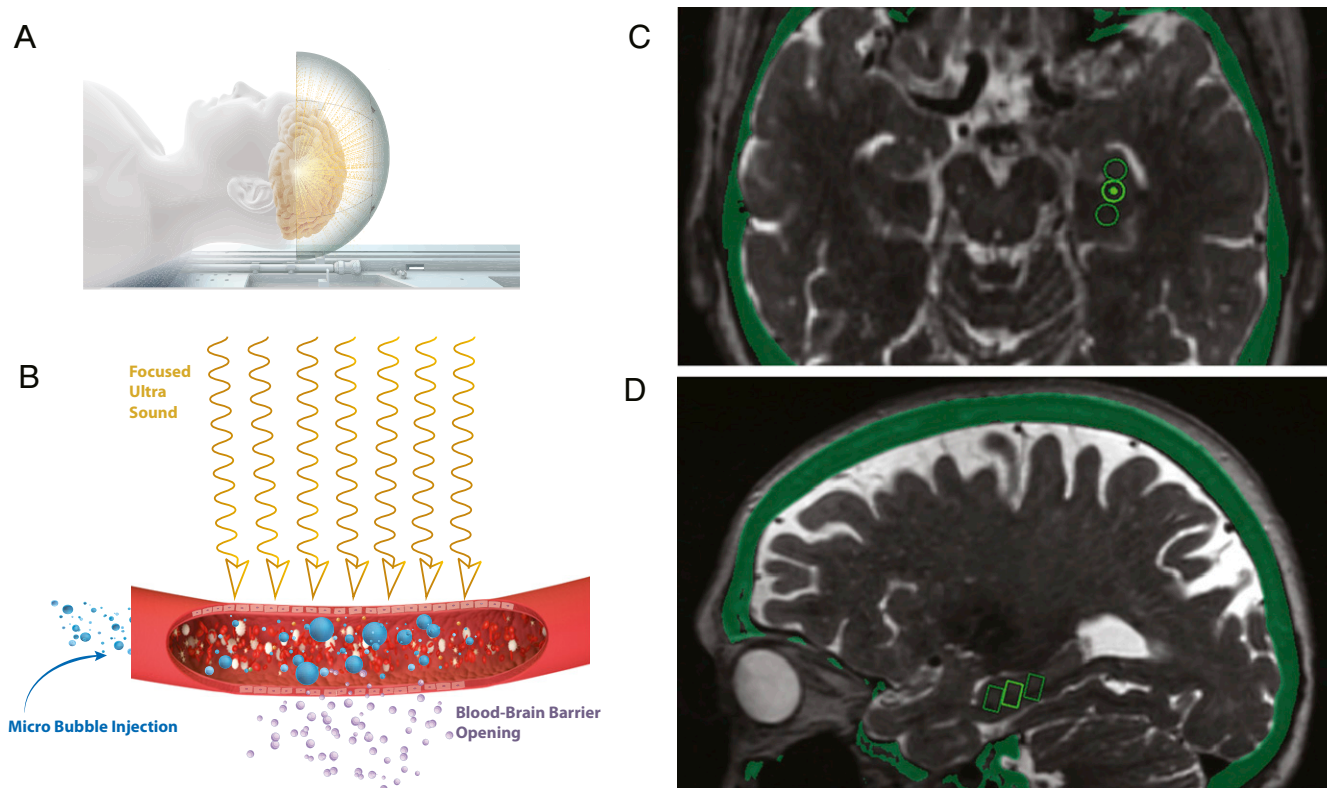 A
B
Focused
Ultra
Sound
Micro Bubble Injection
Blood-Brain Barrier
Opening
C
D